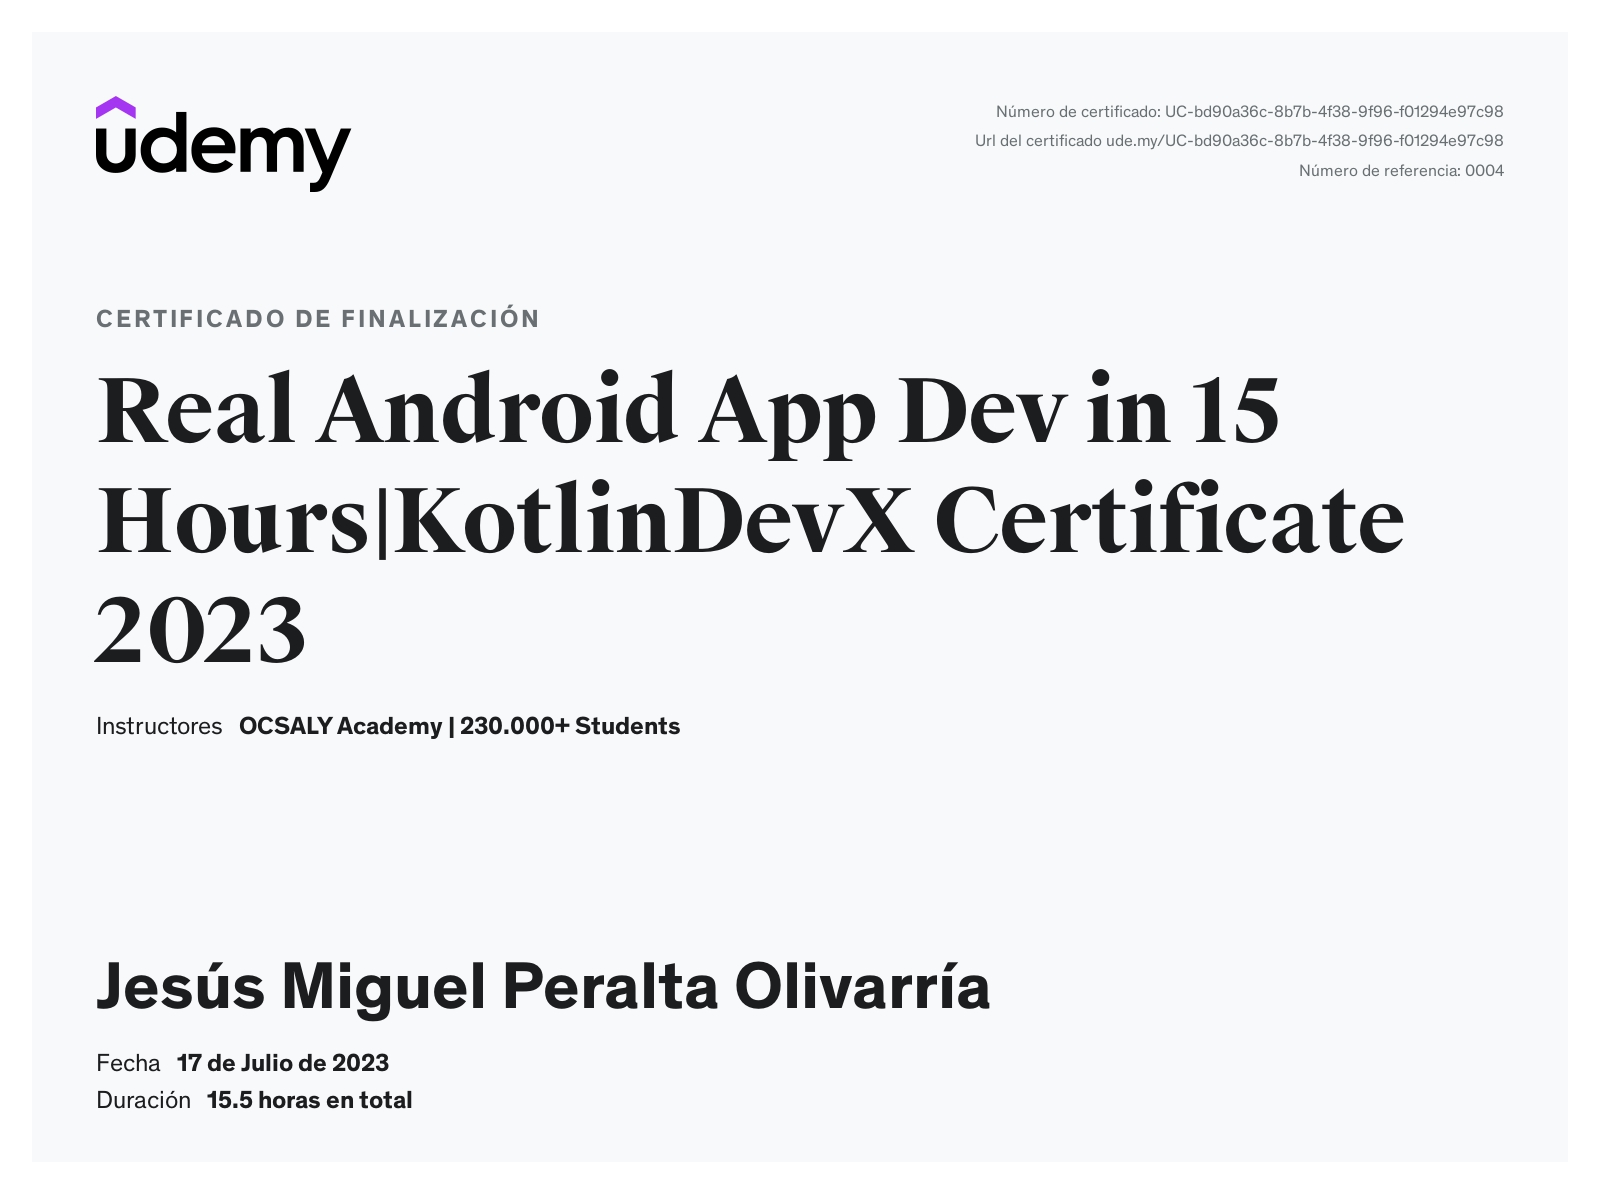 udemy
Número de certificado: UC-bd90a36c-8b7b-4f38-9f96-f01294e97c98
Url del certificado ude.my/UC-bd90a36c-8b7b-4f38-9f96-f01294e97c98
Número de referencia: 0004
CERTIFICADO DE FINALIZACIÓN
Real Android App Dev in 15
Hours|KotlinDevX Certificate
2023
Instructores OCSALY Academy | 230.000+ Students
Jesús Miguel Peralta Olivarría
Fecha 17 de Julio de 2023
Duración 15.5 horas en total